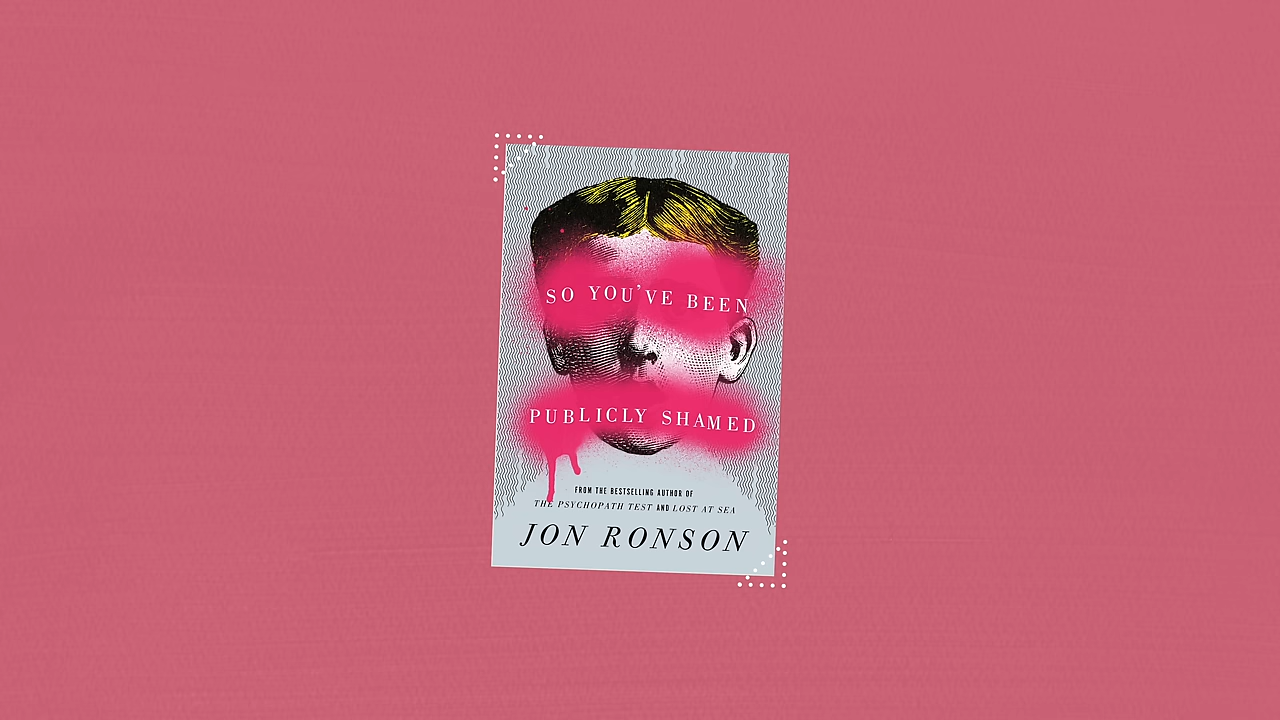 SO YOU'VE BEEN
PUBLICLY SHAMED
FROM THE BESTSELLING AUTHOR OF
THE PSYCHOPATH TEST AND LOST AT SEA
JON RONSON